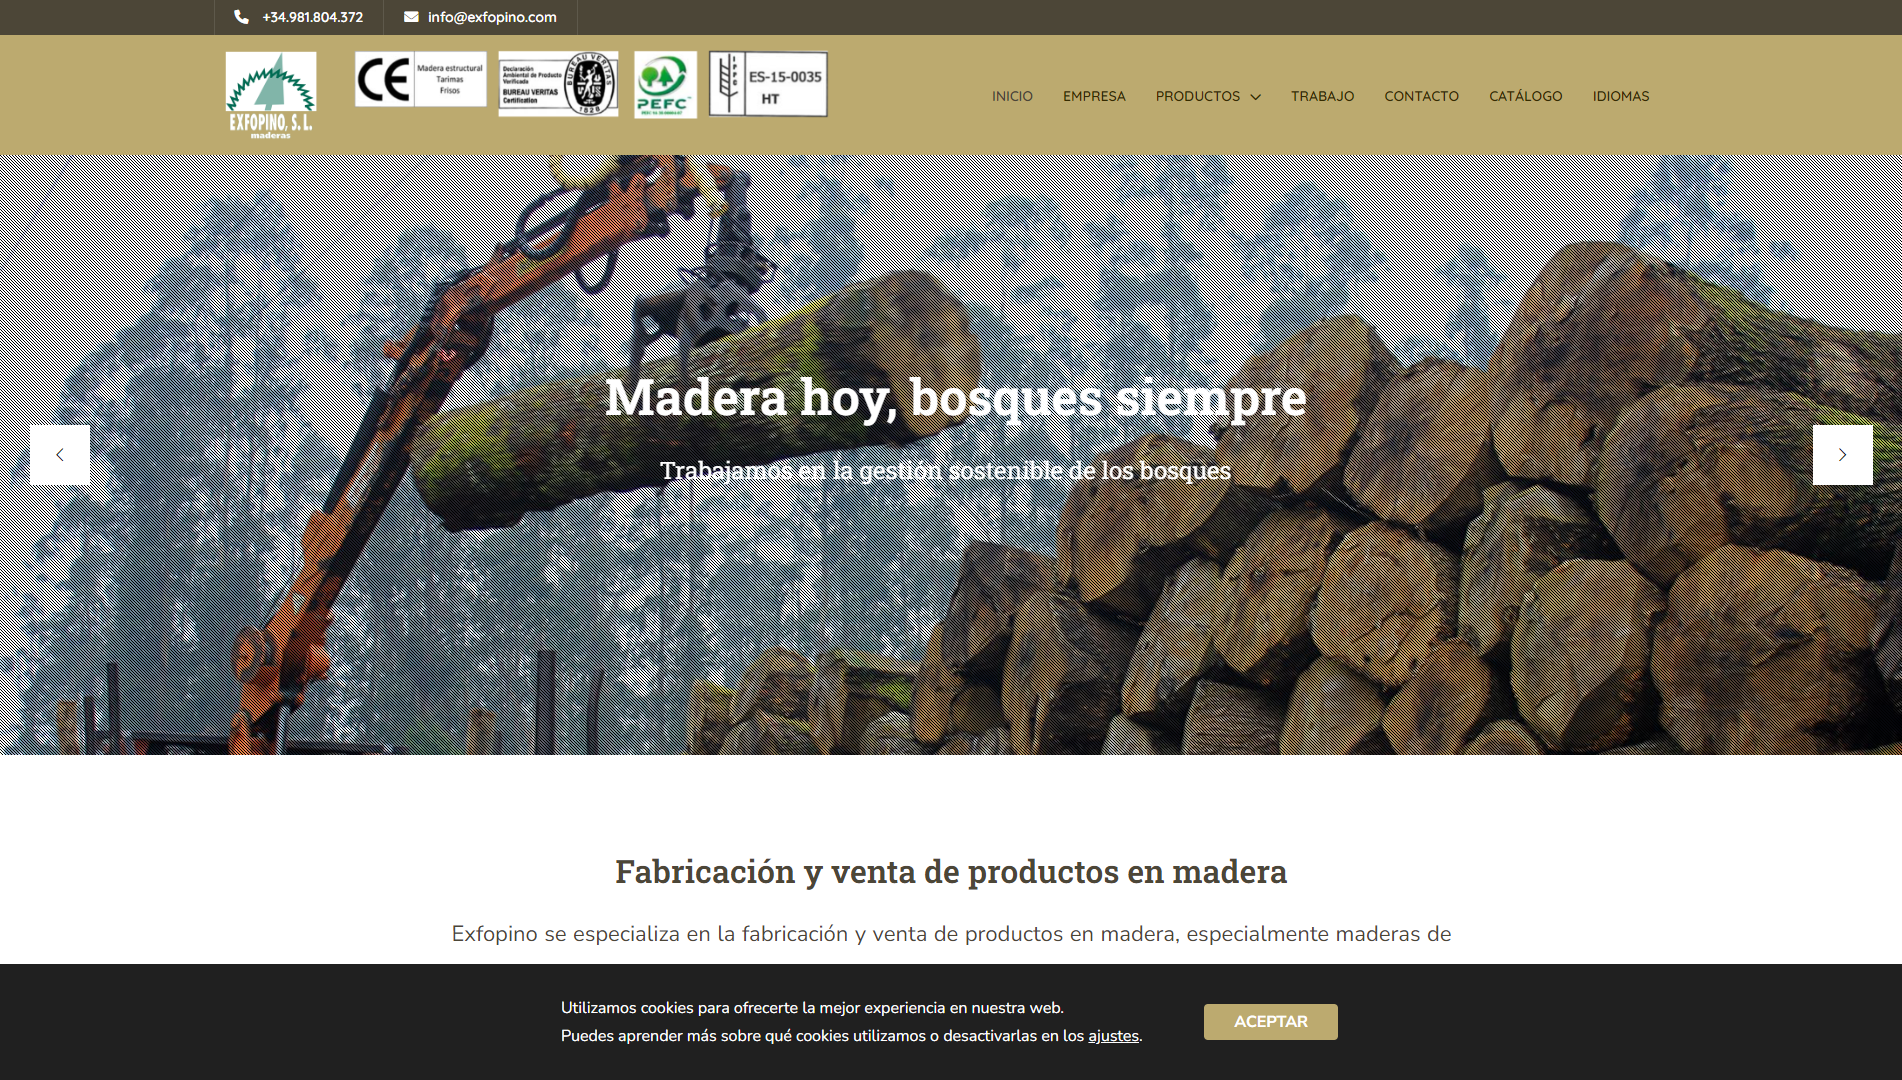 +34.981.804.372
info@exfopino.com
EXFOPINO, S.L.
maderas
CE
Madera estructural
Tarimas
Frisos
Declaración
Ambiental de Producto
Verificada
BUREAU VERITAS
Certification
BUREAU VERITAS
1828
PEFC
IPPC
ES-15-0035
HT
INICIO
EMPRESA
PRODUCTOS
TRABAJO
CONTACTO
CATÁLOGO
IDIOMAS
Madera hoy, bosques siempre
Trabajamos en la gestión sostenible de los bosques
Fabricación y venta de productos en madera
Exfopino se especializa en la fabricación y venta de productos en madera, especialmente maderas de
Utilizamos cookies para ofrecerte la mejor experiencia en nuestra web.
Puedes aprender más sobre qué cookies utilizamos o desactivarlas en los ajustes.
ACEPTAR